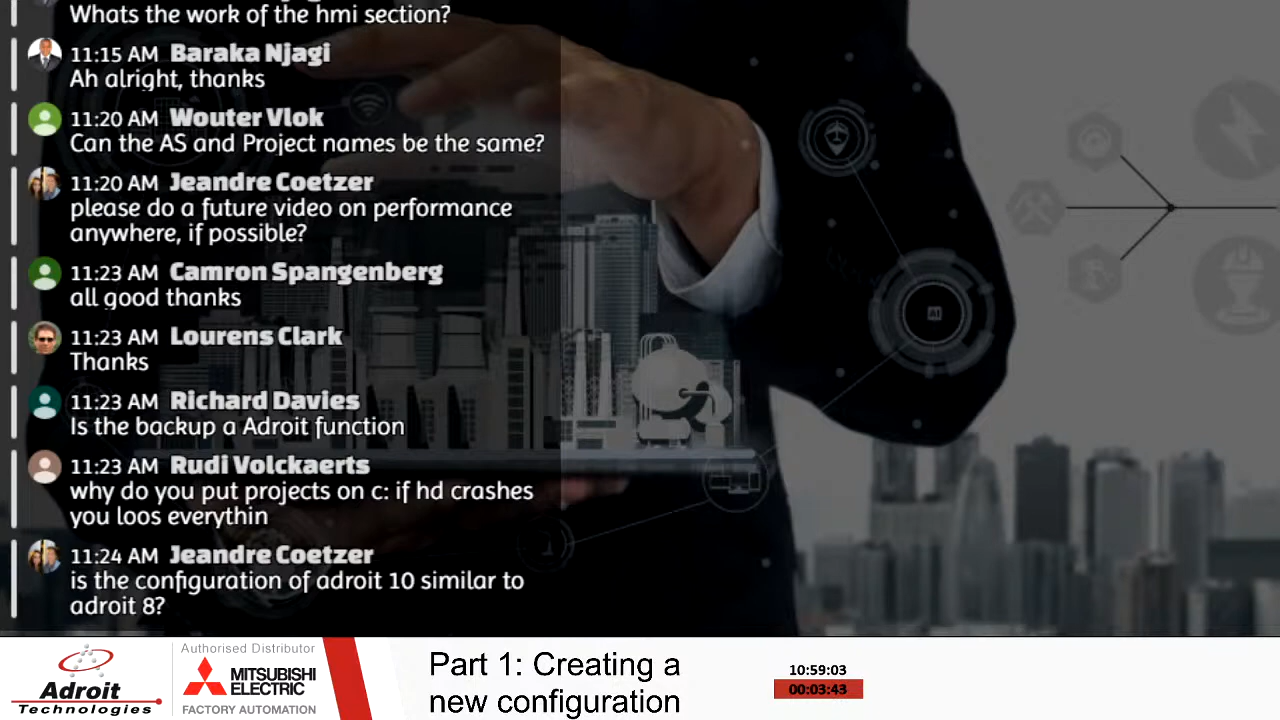 Whats the work of the hmi section?
11:15 AM Baraka Njagi
Ah alright, thanks
11:20 AM Wouter Vlok
Can the AS and Project names be the same?
11:20 AM Jeandre Coetzer
please do a future video on performance
anywhere, if possible?
11:23 AM Camron Spangenberg
all good thanks
11:23 AM Lourens Clark
Thanks
11:23 AM Richard Davies
Is the backup a Adroit function
11:23 AM Rudi Volckaerts
why do you put projects on c: if hd crashes
you loos everythin
11:24 AM Jeandre Coetzer
is the configuration of adroit 10 similar to
adroit 8?
AI
Adroit
Technologies
Authorised Distributor
MITSUBISHI
ELECTRIC
FACTORY AUTOMATION
Part 1: Creating a
new configuration
10:59:03
00:03:43